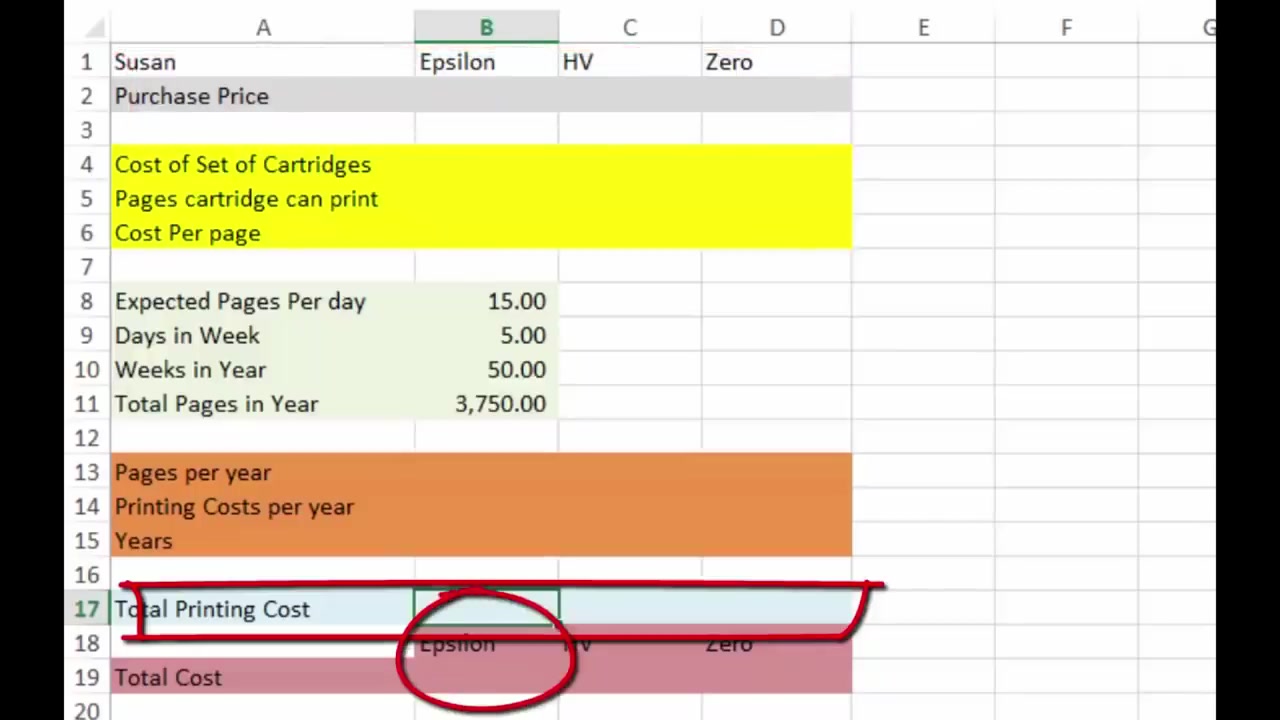 A B C D E F G
1 Susan Epsilon HV Zero
2 Purchase Price
3
4 Cost of Set of Cartridges
5 Pages cartridge can print
6 Cost Per page
7
8 Expected Pages Per day 15.00
9 Days in Week 5.00
10 Weeks in Year 50.00
11 Total Pages in Year 3,750.00
12
13 Pages per year
14 Printing Costs per year
15 Years
16
17 Total Printing Cost
18 Epsilon HV Zero
19 Total Cost
20